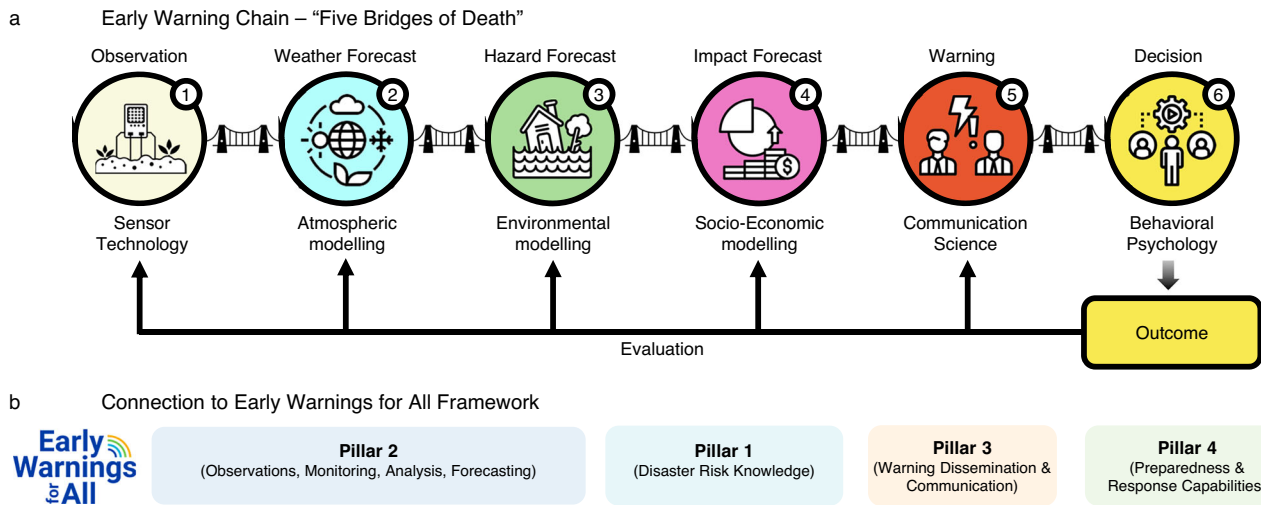 a Early Warning Chain – “Five Bridges of Death”
Observation
Weather Forecast
Hazard Forecast
Impact Forecast
Warning
Decision
1
2
3
4
5
6
$
Sensor
Technology
Atmospheric
modelling
Environmental
modelling
Socio-Economic
modelling
Communication
Science
Behavioral
Psychology
Evaluation
Outcome
b Connection to Early Warnings for All Framework
Early
Warnings
for All
Pillar 2
(Observations, Monitoring, Analysis, Forecasting)
Pillar 1
(Disaster Risk Knowledge)
Pillar 3
(Warning Dissemination &
Communication)
Pillar 4
(Preparedness &
Response Capabilities